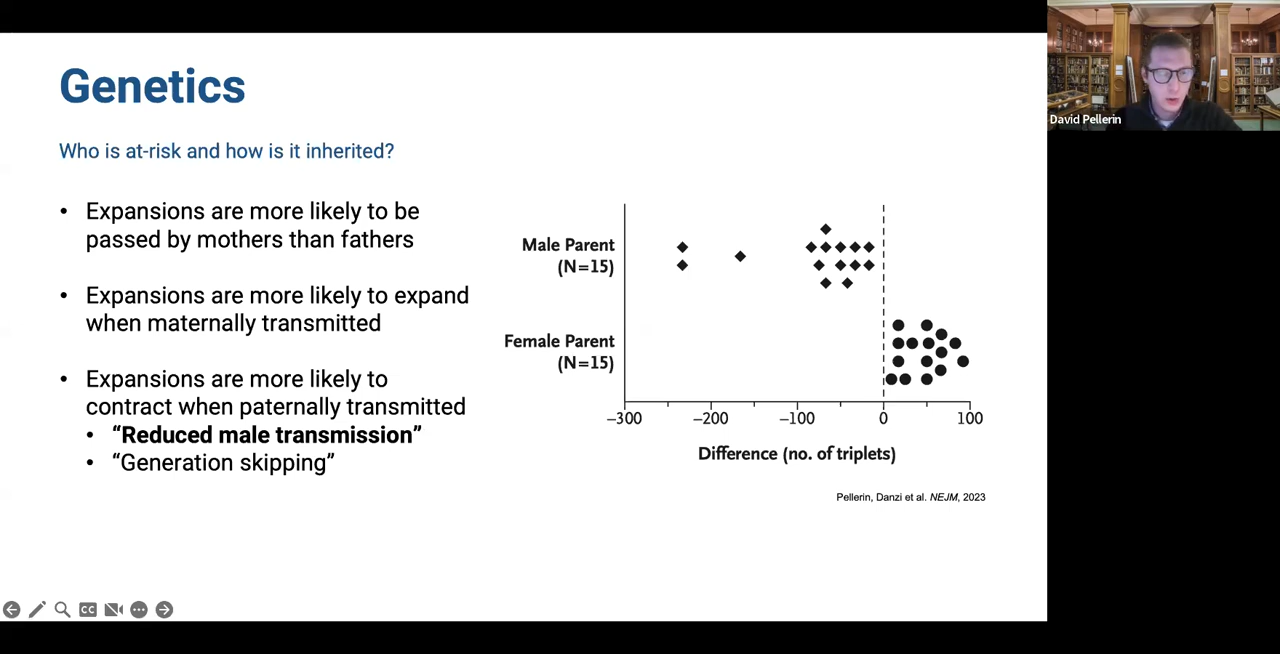 Genetics
Who is at-risk and how is it inherited?
• Expansions are more likely to be
passed by mothers than fathers
• Expansions are more likely to expand
when maternally transmitted
• Expansions are more likely to
contract when paternally transmitted
• “Reduced male transmission”
• “Generation skipping”
Male Parent
(N=15)
Female Parent
(N=15)
−300 −200 −100 0 100
Difference (no. of triplets)
Pellerin, Danzi et al. NEJM, 2023
CC
David Pellerin